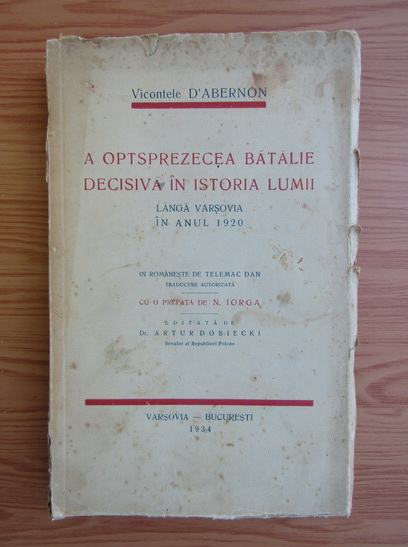 Vicontele D'ABERNON
A OPTSPREZECEA BĂTĂLIE
DECISIVĂ ÎN ISTORIA LUMII
LÂNGĂ VARȘOVIA
ÎN ANUL 1920
IN ROMÂNEȘTE DE TELEMAC DAN
TRADUCERE AUTORIZATĂ
CU O PREFAȚĂ DE N. IORGA
EDITATĂ DE
Dr. ARTUR DOBIECKI
Senator al Republicei Polone
VARȘOVIA — BUCUREȘTI
1934